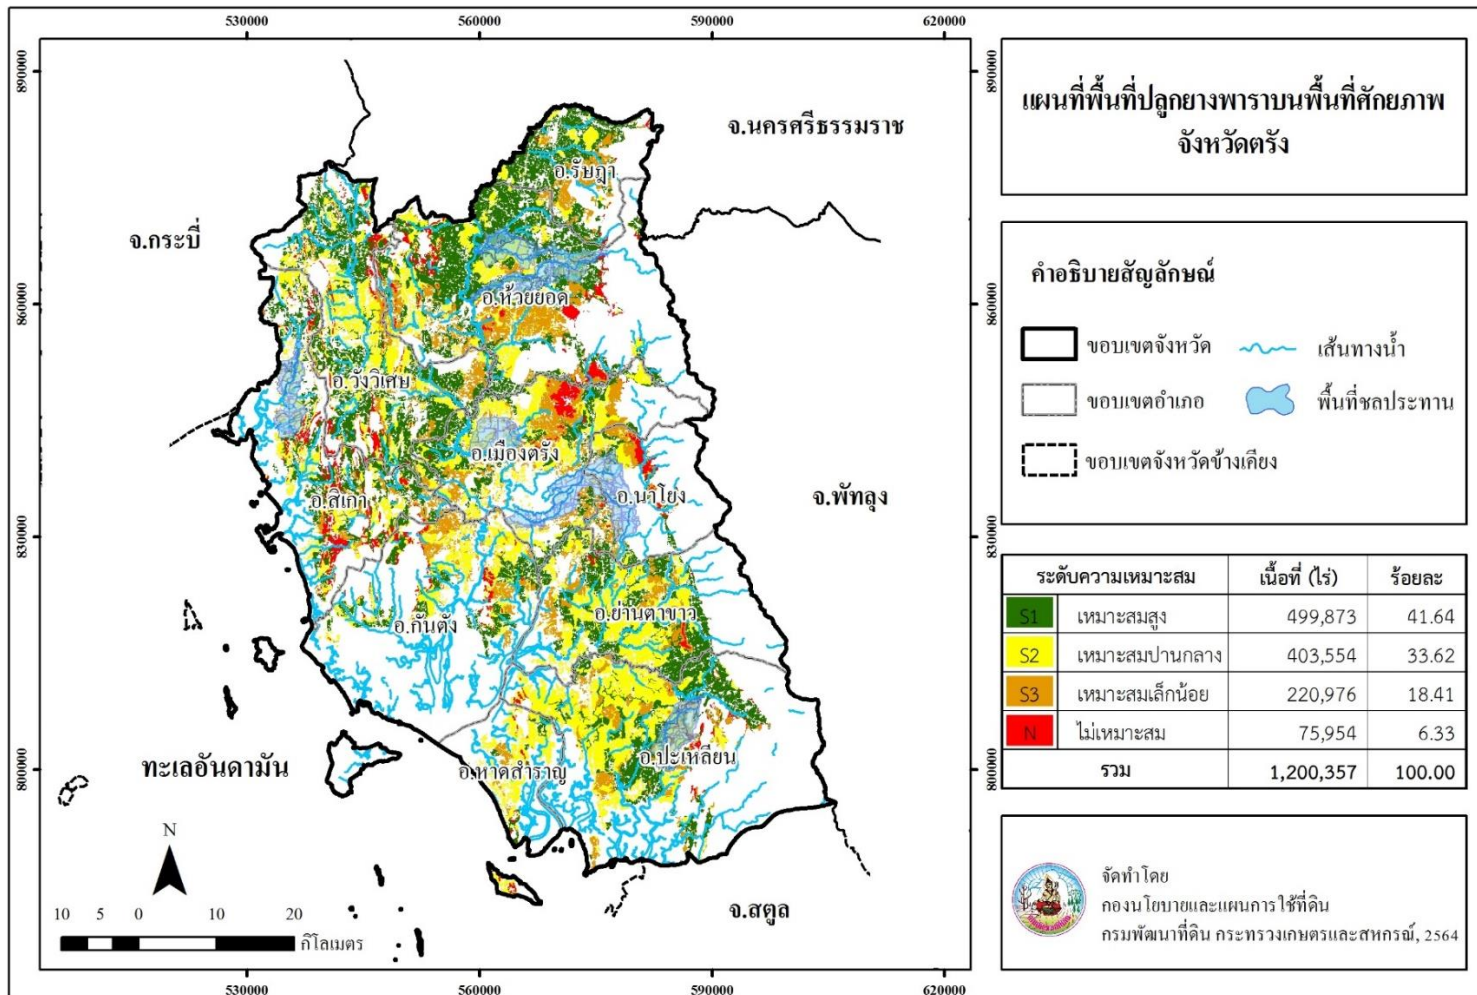 530000 560000 590000 620000
890000 890000
แผนที่พื้นที่ปลูกยางพาราบนพื้นที่ศักยภาพ
จังหวัดตรัง
จ.นครศรีธรรมราช
อ.รัษฎา
จ.กระบี่
คำอธิบายสัญลักษณ์
860000 860000
อ.ห้วยยอด
ขอบเขตจังหวัด เส้นทางน้ำ
อ.วังวิเศษ
ขอบเขตอำเภอ พื้นที่ชลประทาน
อ.เมืองตรัง
ขอบเขตจังหวัดข้างเคียง
อ.สิเกา
อ.นาโยง
จ.พัทลุง
830000 830000
ระดับความเหมาะสม เนื้อที่ (ไร่) ร้อยละ
S1 เหมาะสมสูง 499,873 41.64
S2 เหมาะสมปานกลาง 403,554 33.62
S3 เหมาะสมเล็กน้อย 220,976 18.41
N ไม่เหมาะสม 75,954 6.33
รวม 1,200,357 100.00
อ.ย่านตาขาว
อ.กันตัง
อ.ปะเหลียน
ทะเลอันดามัน
อ.หาดสำราญ
800000 800000
N
10 5 0 10 20
กิโลเมตร
จ.สตูล
จัดทำโดย
กองนโยบายและแผนการใช้ที่ดิน
กรมพัฒนาที่ดิน กระทรวงเกษตรและสหกรณ์, 2564
530000 560000 590000 620000